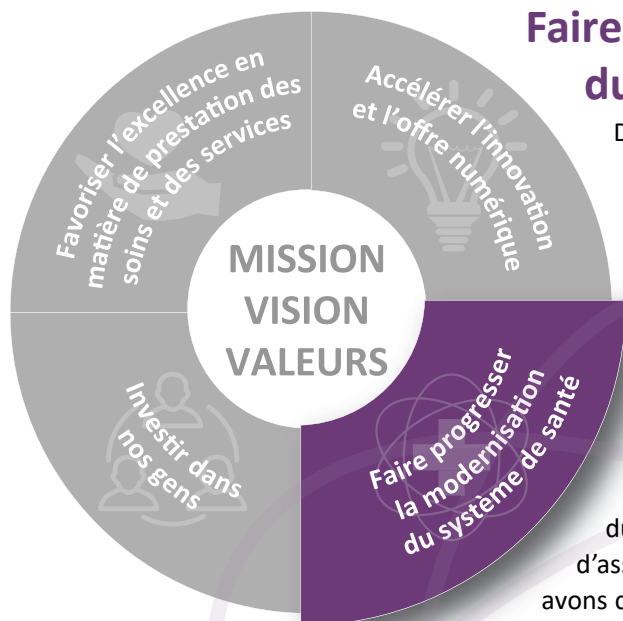 Faire
du
D
Favoriser l'excellence en
matière de prestation des
soins et des services
Accélérer l'innovation
et l'offre numérique
MISSION
VISION
VALEURS
Investir dans
nos gens
Faire progresser
la modernisation
du système de santé
du
d'ass
avons d